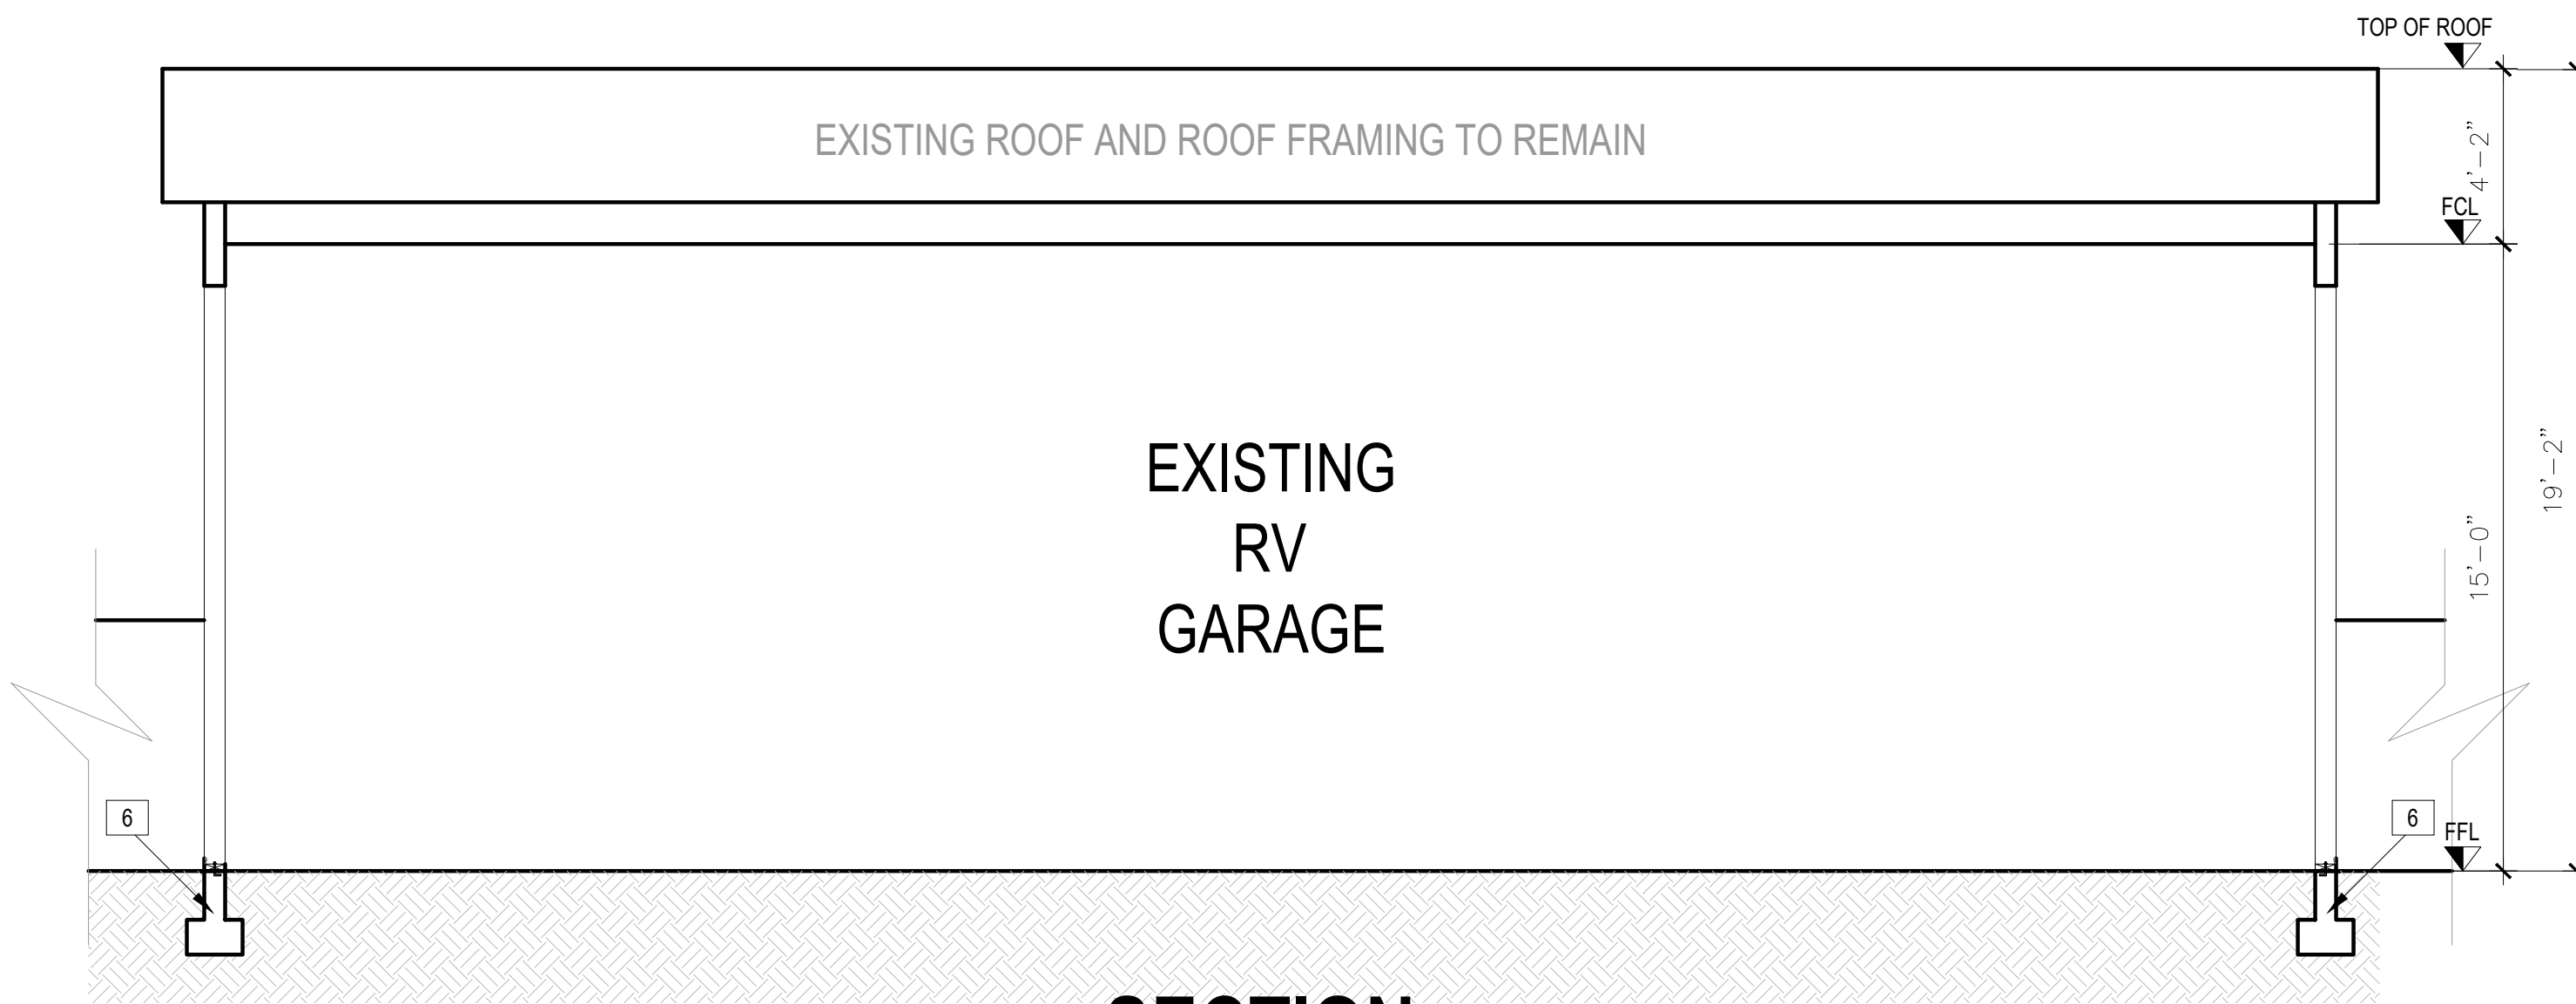 TOP OF ROOF
EXISTING ROOF AND ROOF FRAMING TO REMAIN
4'-2"
FCL
EXISTING
RV
GARAGE
15'-0"
19'-2"
6
6
FFL
SECTION